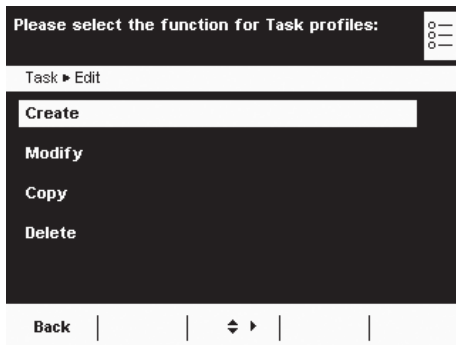 Please select the function for Task profiles:
Task ▸ Edit
Create
Modify
Copy
Delete
Back